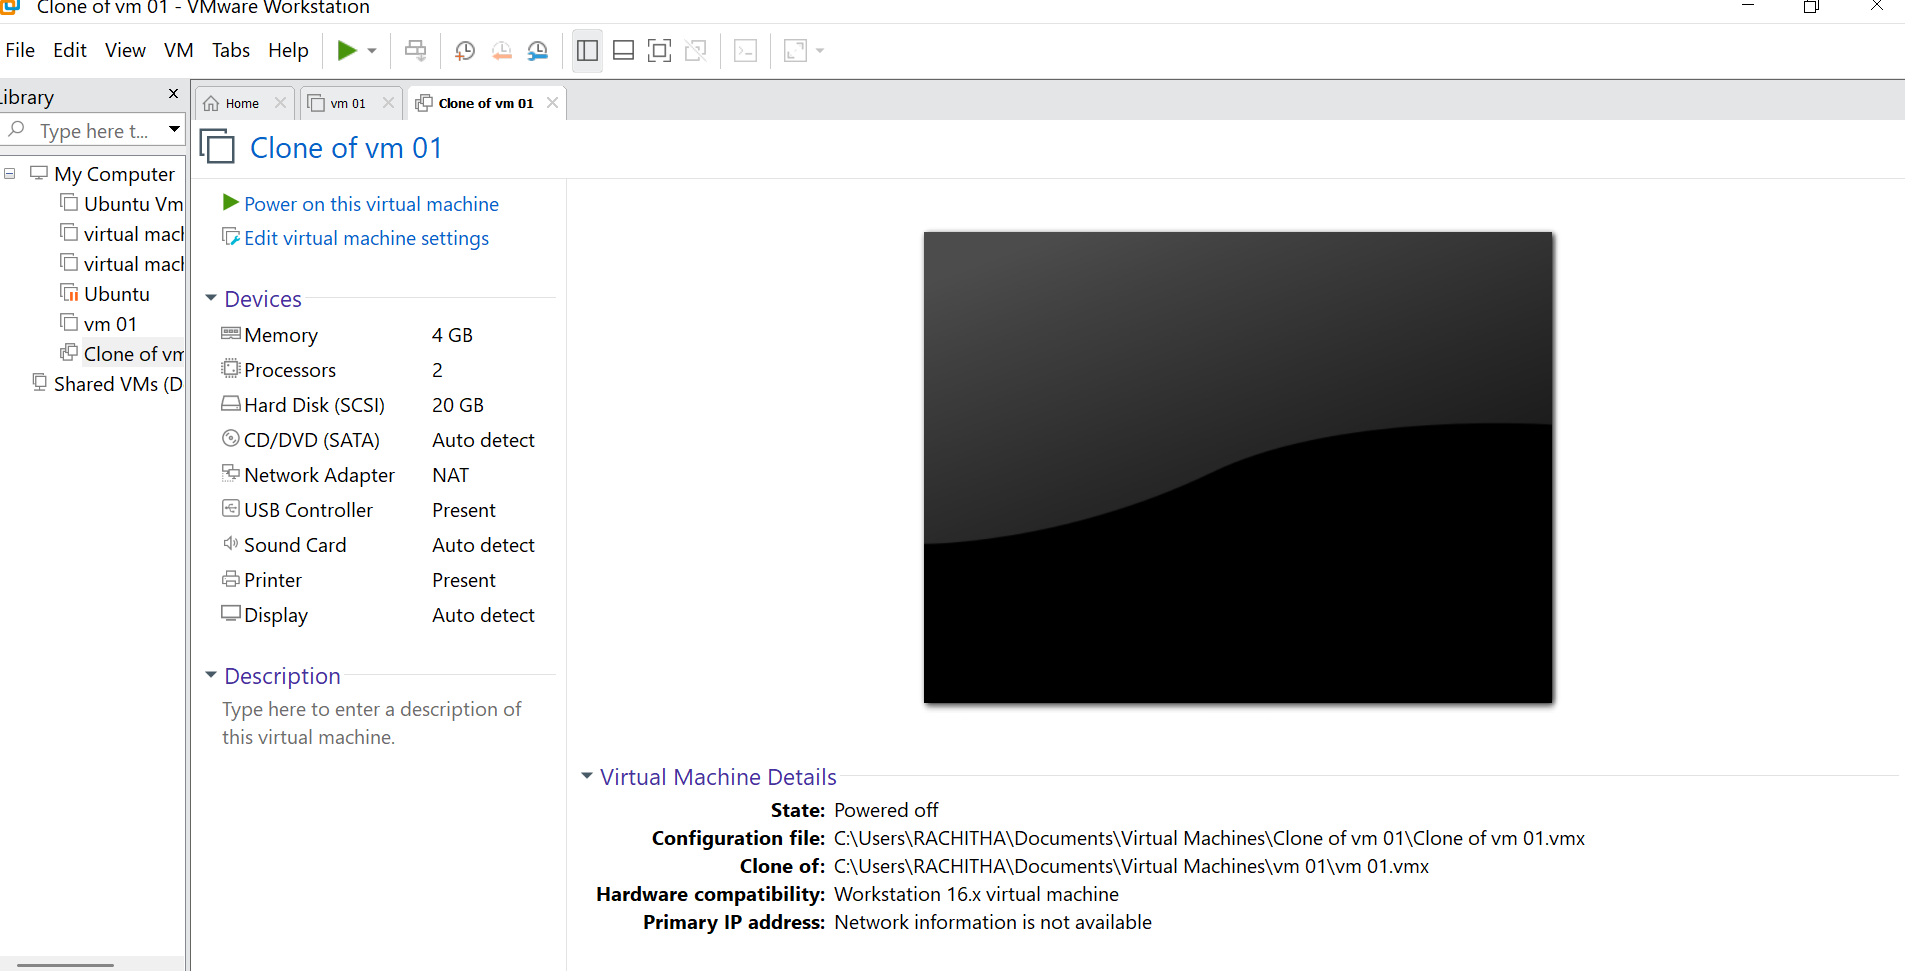 Clone of vm 01 - VMware Workstation
File Edit View VM Tabs Help
Library
Type here t...
My Computer
Ubuntu Vm
virtual mach
virtual mach
Ubuntu
vm 01
Clone of vm
Shared VMs (D
Home
vm 01
Clone of vm 01
Clone of vm 01
Power on this virtual machine
Edit virtual machine settings
Devices
Memory 4 GB
Processors 2
Hard Disk (SCSI) 20 GB
CD/DVD (SATA) Auto detect
Network Adapter NAT
USB Controller Present
Sound Card Auto detect
Printer Present
Display Auto detect
Description
Type here to enter a description of
this virtual machine.
Virtual Machine Details
State: Powered off
Configuration file: C:\Users\RACHITHA\Documents\Virtual Machines\Clone of vm 01\Clone of vm 01.vmx
Clone of: C:\Users\RACHITHA\Documents\Virtual Machines\vm 01\vm 01.vmx
Hardware compatibility: Workstation 16.x virtual machine
Primary IP address: Network information is not available